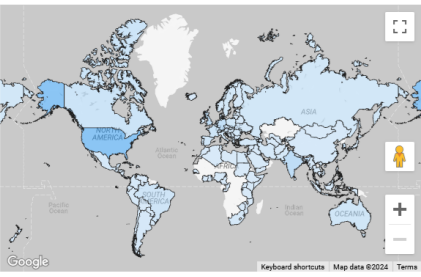 ASIA
NORTH
AMERICA
Atlantic
Ocean
AFRICA
SOUTH
AMERICA
Pacific
Ocean
Indian
Ocean
OCEANIA
+
Google
Keyboard shortcuts
Map data ©2024
Terms